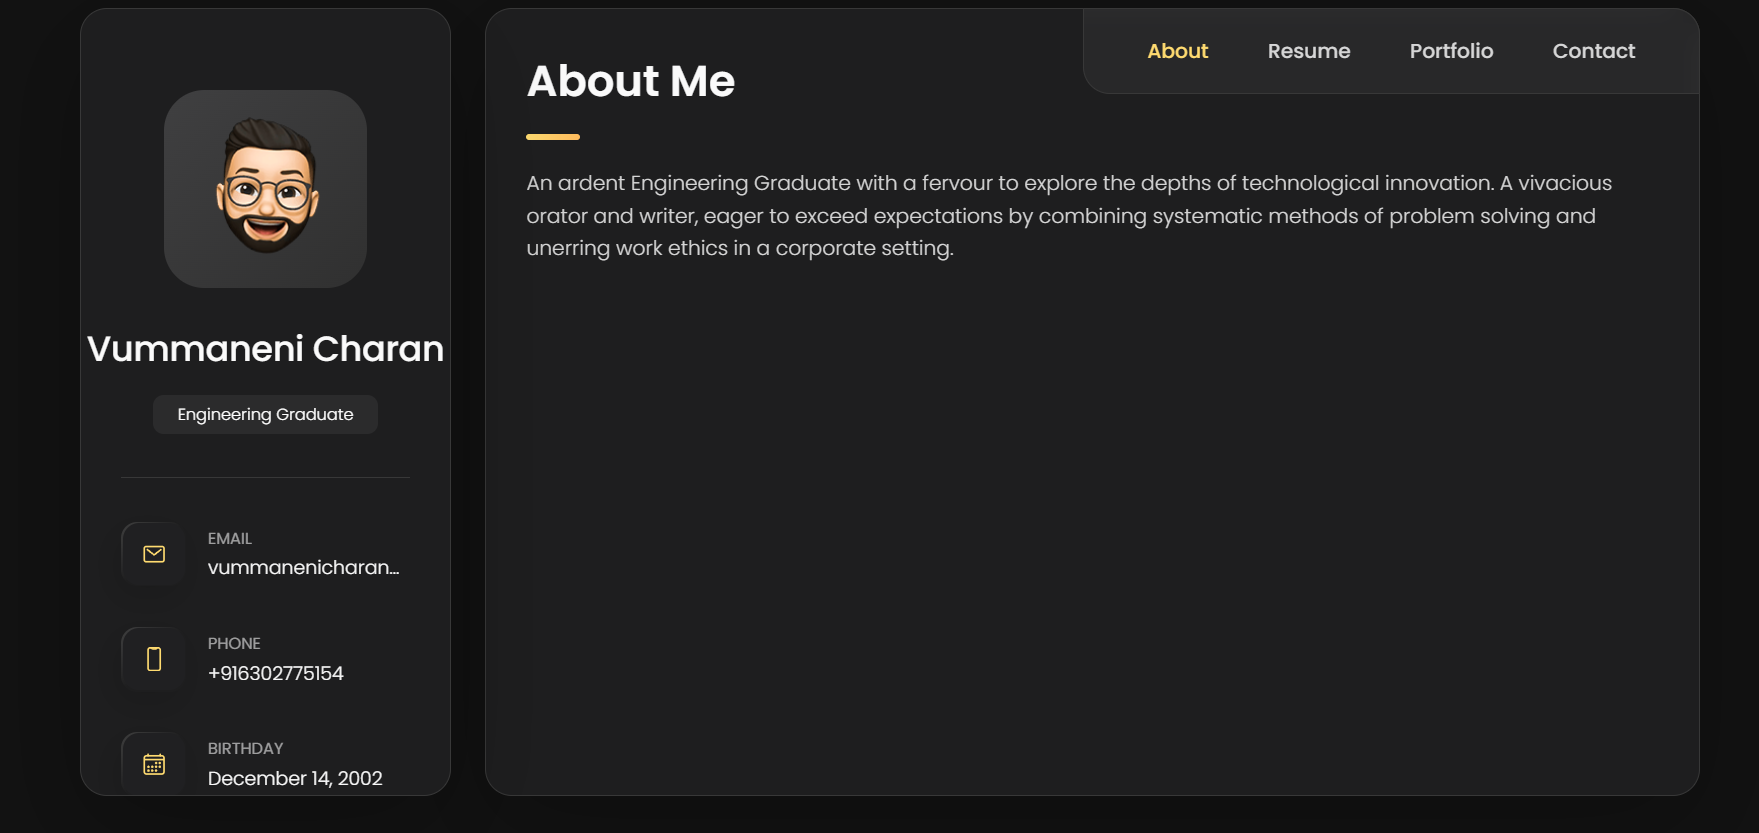 Vummaneni Charan
Engineering Graduate
EMAIL
vummanenicharan...
PHONE
+916302775154
BIRTHDAY
December 14, 2002
About
Resume
Portfolio
Contact
About Me
An ardent Engineering Graduate with a fervour to explore the depths of technological innovation. A vivacious
orator and writer, eager to exceed expectations by combining systematic methods of problem solving and
unerring work ethics in a corporate setting.